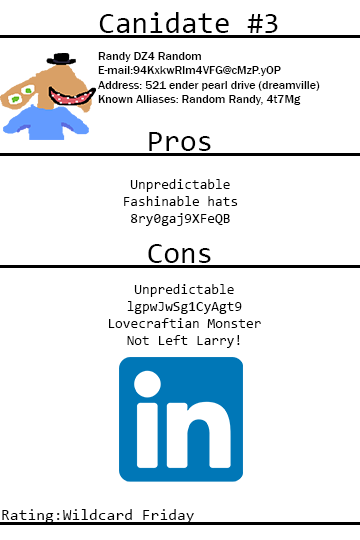 Canidate #3
Randy DZ4 Random
E-mail:94KxkwRlm4VFG@cMzP.yOP
Address: 521 ender pearl drive (dreamville)
Known Alliases: Random Randy, 4t7Mg
Pros
Unpredictable
Fashinable hats
8ry0gaj9XFeQB
Cons
Unpredictable
lgpwJwSg1CyAgt9
Lovecraftian Monster
Not Left Larry!
in
Rating:Wildcard Friday